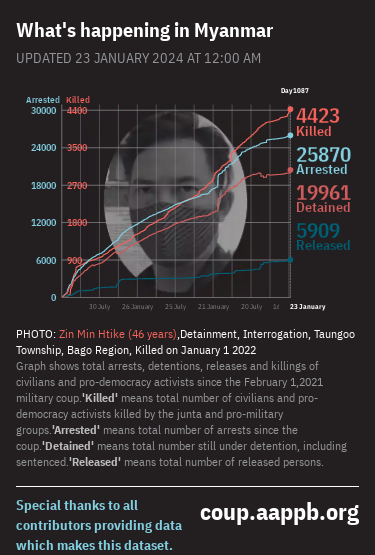 What's happening in Myanmar
UPDATED 23 JANUARY 2024 AT 12:00 AM
Day1087
Arrested Killed
30000 4400
24000 3500
18000 2700
12000 1800
6000 900
0
4423
Killed
25870
Arrested
19961
Detained
5909
Released
30 July 26 January 25 July 21 January 20 July 23 January
PHOTO: Zin Min Htike (46 years),Detainment, Interrogation, Taungoo
Township, Bago Region, Killed on January 1 2022
Graph shows total arrests, detentions, releases and killings of
civilians and pro-democracy activists since the February 1,2021
military coup.'Killed' means total number of civilians and pro-
democracy activists killed by the junta and pro-military
groups.'Arrested' means total number of arrests since the
coup.'Detained' means total number still under detention, including
sentenced.'Released' means total number of released persons.
Special thanks to all
contributors providing data
which makes this dataset.
coup.aappb.org